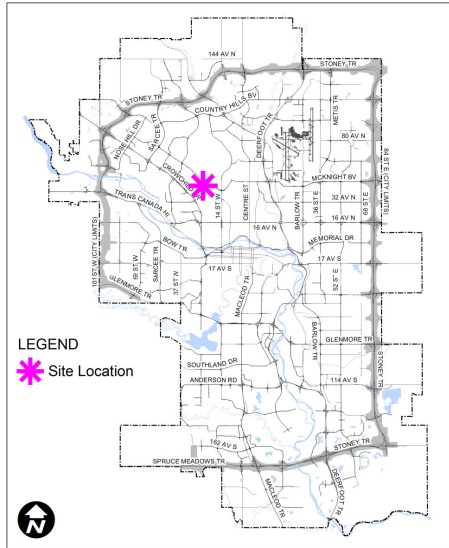 144 AV N
STONEY TR
STONEY TR
COUNTRY HILLS BV
METIS TR
NOSE HILL DR
SARCEE TR
DEERFOOT TR
80 AV N
84 ST E (CITY LIMITS)
CROWCHILD
MCKNIGHT BV
14 ST W
CENTRE ST
BARLOW TR
36 ST E
32 AV N
68 ST E
TRANS CANADA HI
16 AV N
16 AV N
101 ST W (CITY LIMITS)
BOW TR
MEMORIAL DR
SARCEE TR
69 ST W
37 ST W
17 AV S
17 AV S
MACLEOD TR
52 ST E
GLENMORE TR
BARLOW TR
GLENMORE TR
LEGEND
Site Location
SOUTHLAND DR
STONEY TR
ANDERSON RD
114 AV S
162 AV S
STONEY TR
SPRUCE MEADOWS TR
MACLEOD TR
DEERFOOT TR
N